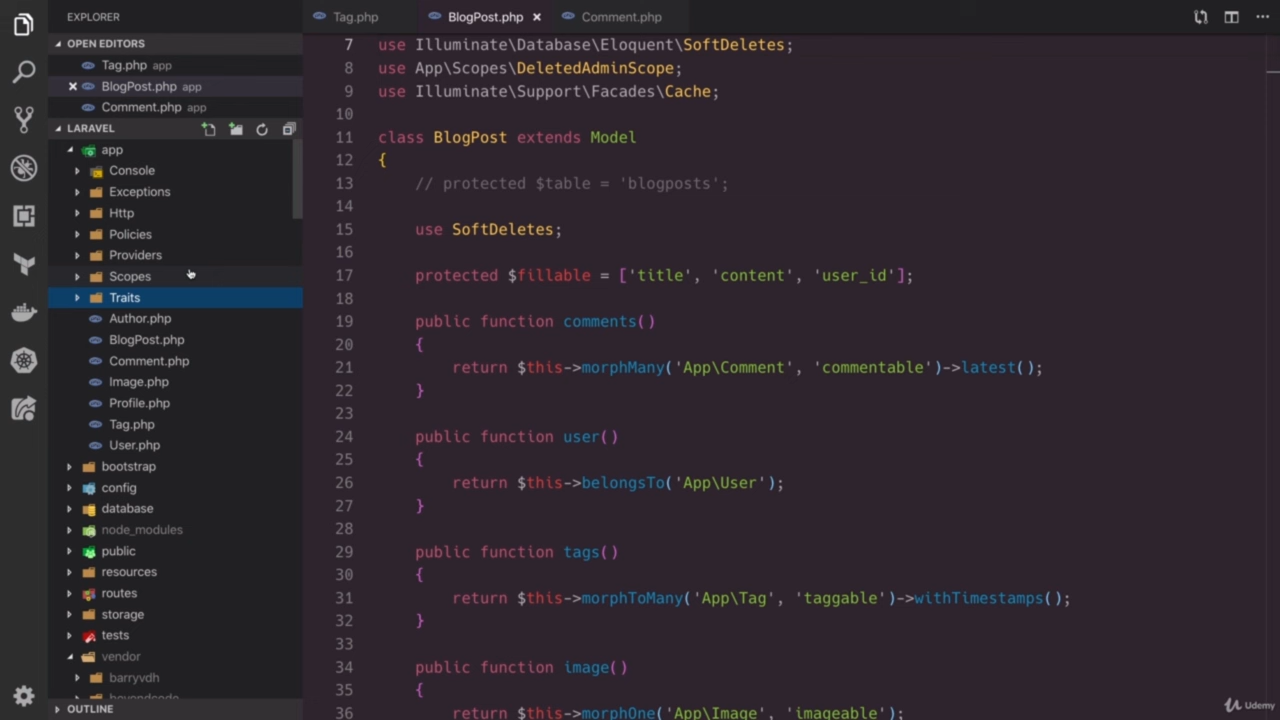 EXPLORER
OPEN EDITORS
Tag.php app
BlogPost.php app
Comment.php app
LARAVEL
app
Console
Exceptions
Http
Policies
Providers
Scopes
Traits
Author.php
BlogPost.php
Comment.php
Image.php
Profile.php
Tag.php
User.php
bootstrap
config
database
node_modules
public
resources
routes
storage
tests
vendor
barryvdh
beyondcode
OUTLINE
Tag.php BlogPost.php Comment.php
7 use Illuminate\Database\Eloquent\SoftDeletes;
8 use App\Scopes\DeletedAdminScope;
9 use Illuminate\Support\Facades\Cache;
10
11 class BlogPost extends Model
12 {
13 // protected $table = 'blogposts';
14
15 use SoftDeletes;
16
17 protected $fillable = ['title', 'content', 'user_id'];
18
19 public function comments()
20 {
21 return $this->morphMany('App\Comment', 'commentable')->latest();
22 }
23
24 public function user()
25 {
26 return $this->belongsTo('App\User');
27 }
28
29 public function tags()
30 {
31 return $this->morphToMany('App\Tag', 'taggable')->withTimestamps();
32 }
33
34 public function image()
35 {
36 return $this->morphOne('App\Image', 'imageable');
Udemy